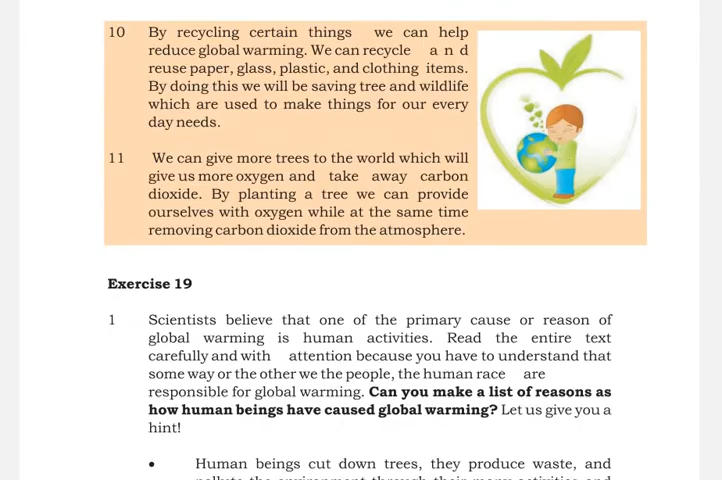 10 By recycling certain things we can help
reduce global warming. We can recycle a n d
reuse paper, glass, plastic, and clothing items.
By doing this we will be saving tree and wildlife
which are used to make things for our every
day needs.
11 We can give more trees to the world which will
give us more oxygen and take away carbon
dioxide. By planting a tree we can provide
ourselves with oxygen while at the same time
removing carbon dioxide from the atmosphere.
Exercise 19
1 Scientists believe that one of the primary cause or reason of
global warming is human activities. Read the entire text
carefully and with attention because you have to understand that
some way or the other we the people, the human race are
responsible for global warming. Can you make a list of reasons as
how human beings have caused global warming? Let us give you a
hint!
• Human beings cut down trees, they produce waste, and
pollute the environment through their many activities and